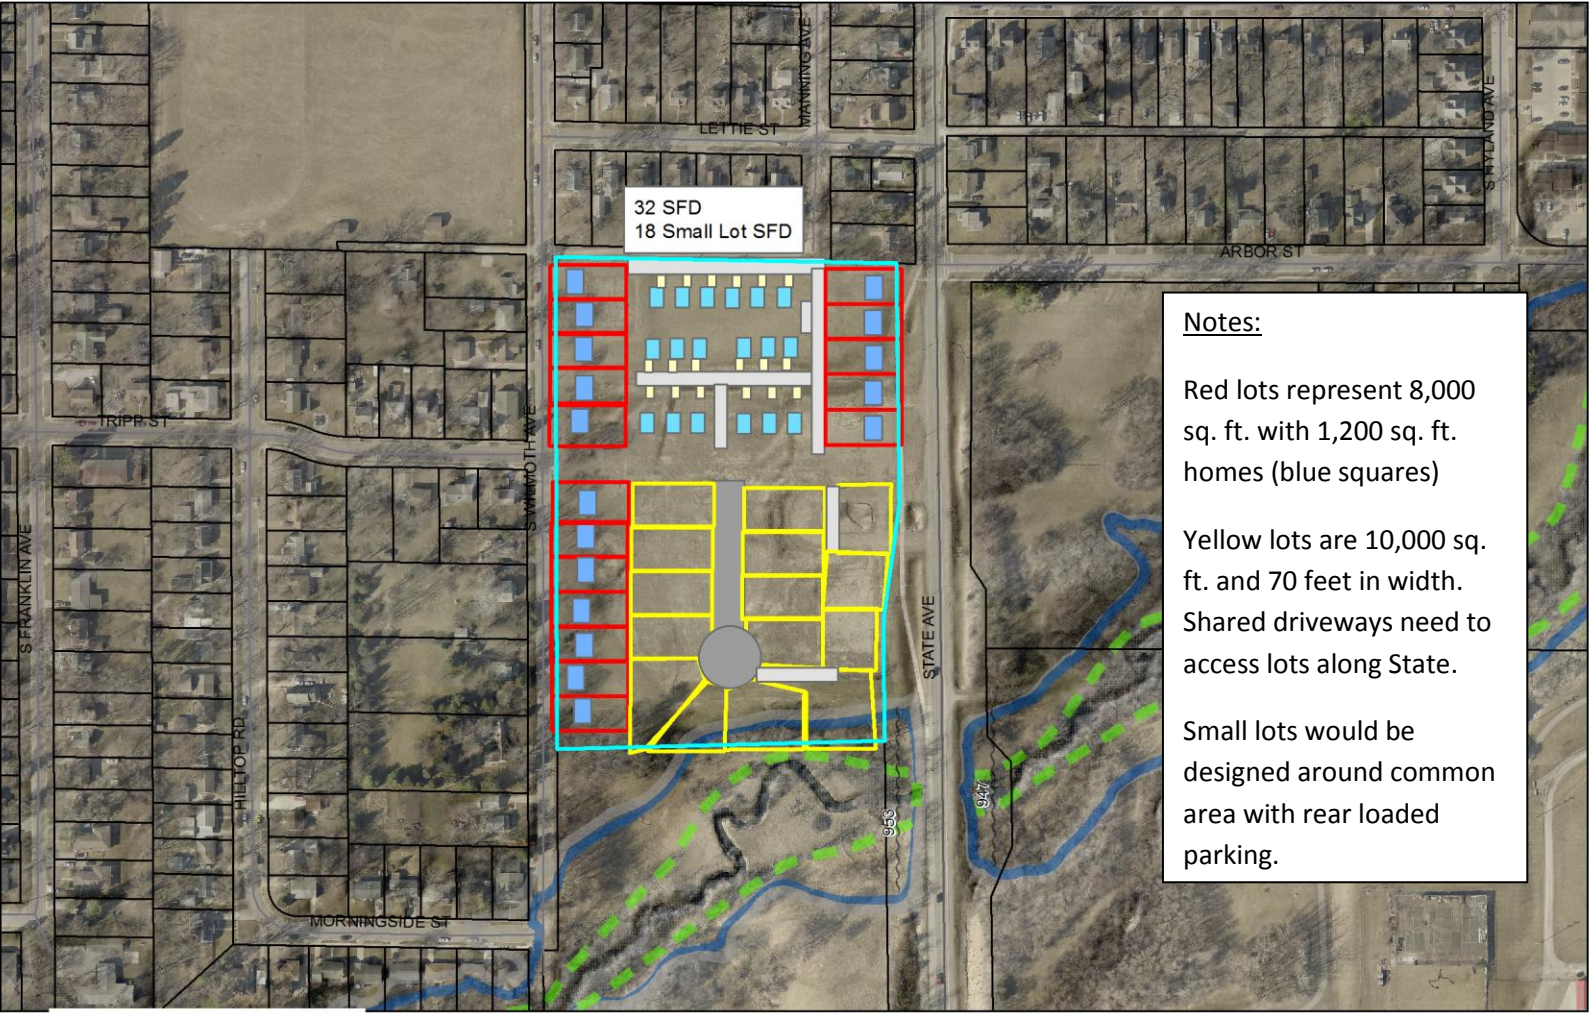 MANNING AVE
LETTIE ST
S HYLAND AVE
32 SFD
18 Small Lot SFD
ARBOR ST
Notes:
Red lots represent 8,000
sq. ft. with 1,200 sq. ft.
homes (blue squares)
Yellow lots are 10,000 sq.
ft. and 70 feet in width.
Shared driveways need to
access lots along State.
Small lots would be
designed around common
area with rear loaded
parking.
TRIPP ST
S WILMOTH AVE
S FRANKLIN AVE
STATE AVE
HILLTOP RD
947
953
MORNINGSIDE ST